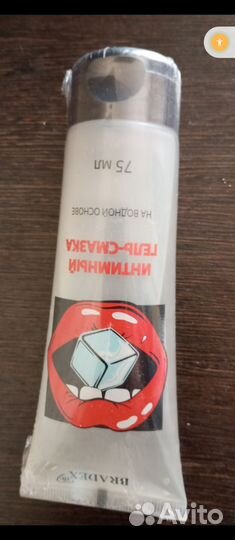 75 МЛ
НА ВОДНОЙ ОСНОВЕ
ИНТИМНЫЙ
ГЕЛЬ-СМАЗКА
BRADEX
Avito